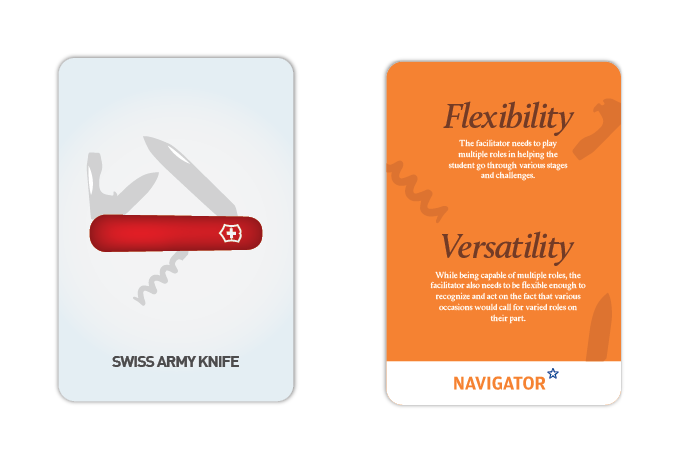 SWISS ARMY KNIFE
Flexibility
The facilitator needs to play
multiple roles in helping the
student go through various stages
and challenges.
Versatility
While being capable of multiple roles, the
facilitator also needs to be flexible enough to
recognize and act on the fact that various
occasions would call for varied roles on
their part.
NAVIGATOR